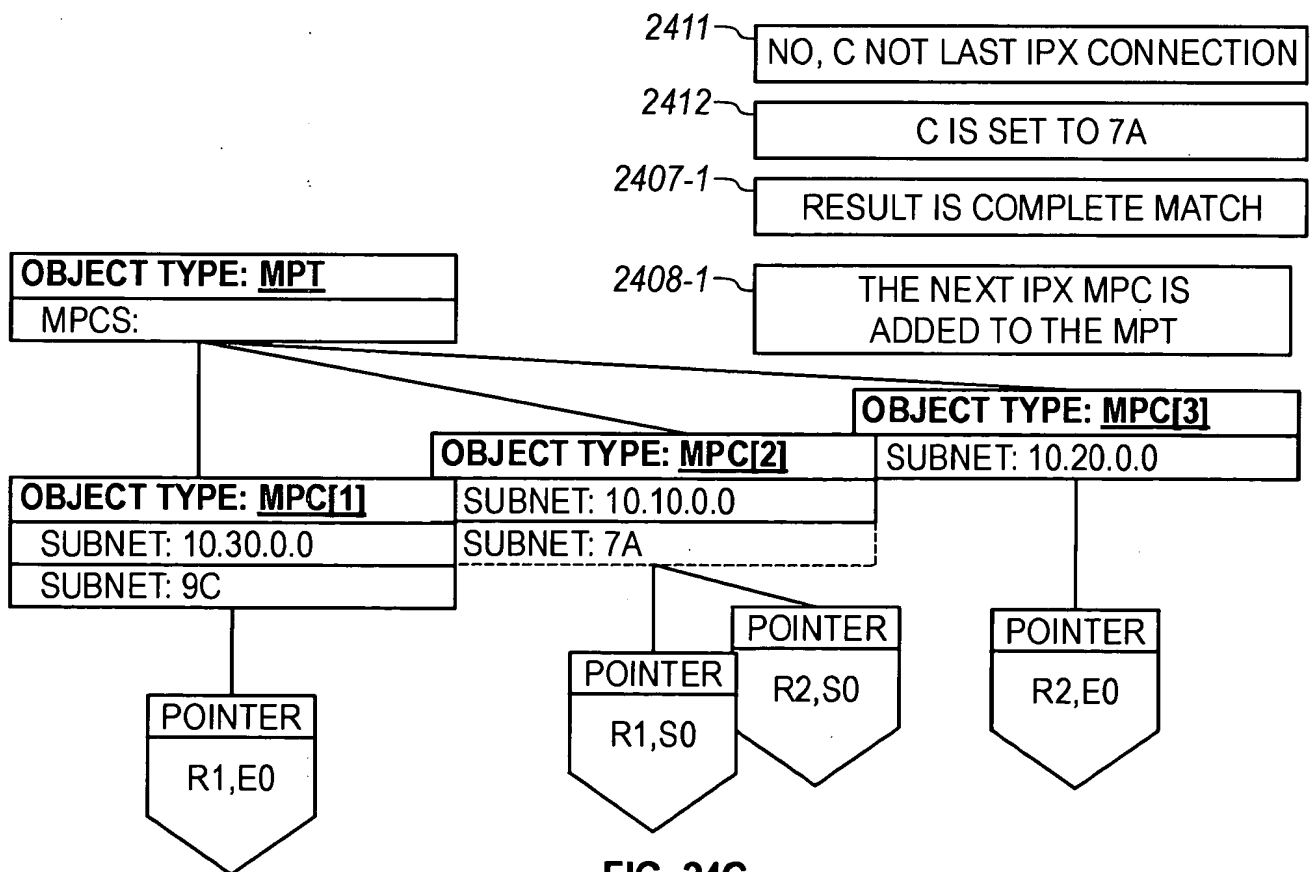 2411
NO, C NOT LAST IPX CONNECTION
2412
C IS SET TO 7A
2407-1
RESULT IS COMPLETE MATCH
2408-1
THE NEXT IPX MPC IS
ADDED TO THE MPT
OBJECT TYPE: MPT
MPCS:
OBJECT TYPE: MPC[1]
SUBNET: 10.30.0.0
SUBNET: 9C
POINTER
R1,E0
OBJECT TYPE: MPC[2]
SUBNET: 10.10.0.0
SUBNET: 7A
POINTER
R1,S0
POINTER
R2,S0
OBJECT TYPE: MPC[3]
SUBNET: 10.20.0.0
POINTER
R2,E0